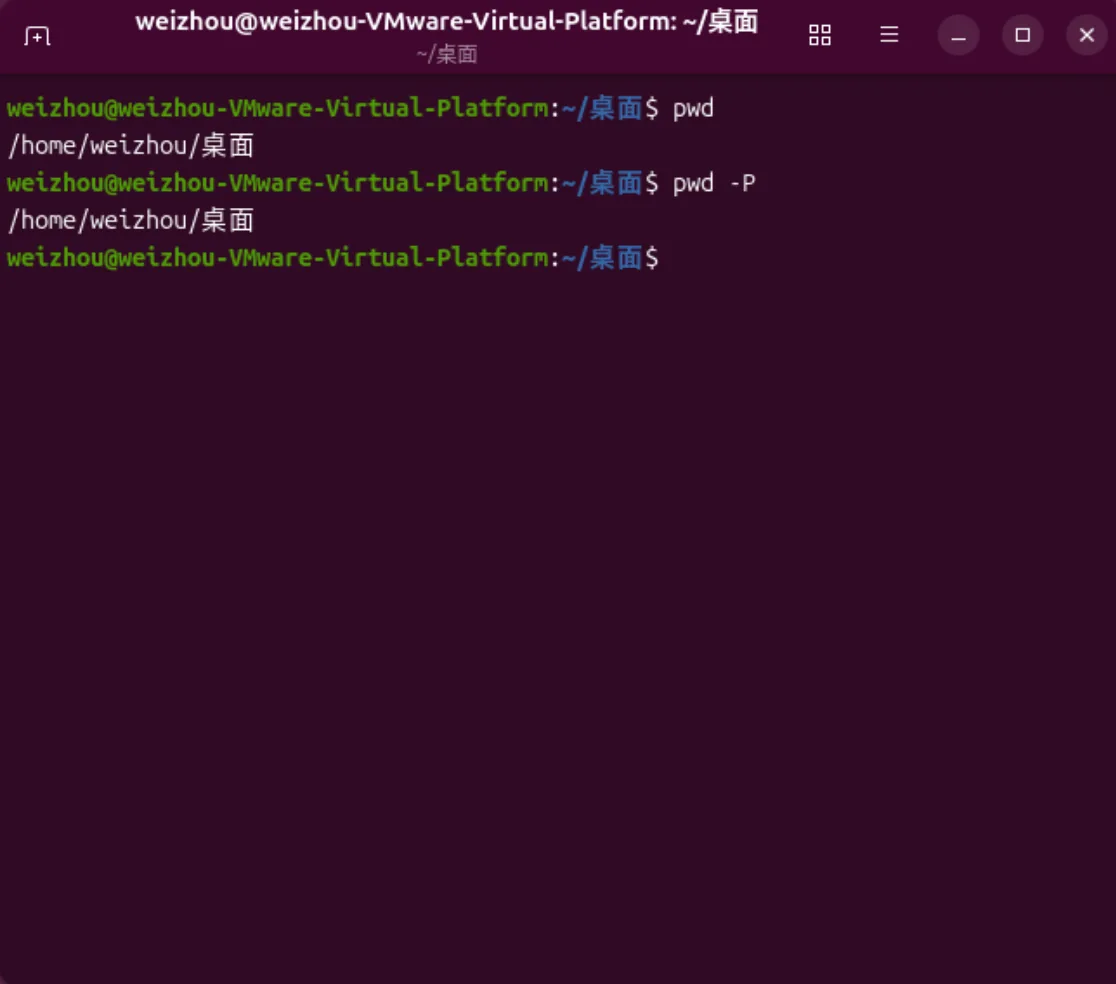 weizhou@weizhou-VMware-Virtual-Platform: ~/桌面
~/桌面
weizhou@weizhou-VMware-Virtual-Platform:~/桌面$ pwd
/home/weizhou/桌面
weizhou@weizhou-VMware-Virtual-Platform:~/桌面$ pwd -P
/home/weizhou/桌面
weizhou@weizhou-VMware-Virtual-Platform:~/桌面$